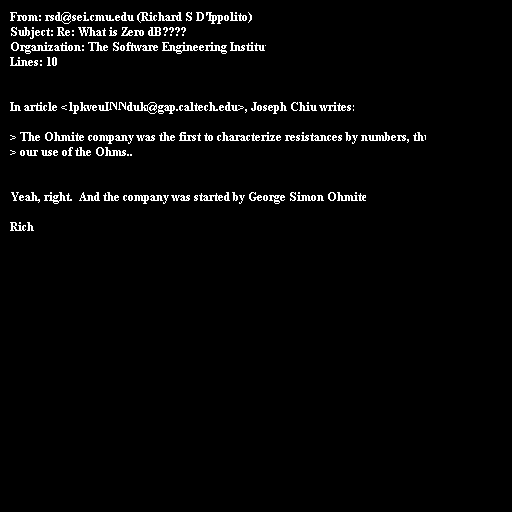 From: rsd@sei.cmu.edu (Richard S D'Ippolito)
Subject: Re: What is Zero dB????
Organization: The Software Engineering Institu
Lines: 10
In article <1pkveuINNduk@gap.caltech.edu>, Joseph Chiu writes:
> The Ohmite company was the first to characterize resistances by numbers, thu
> our use of the Ohms..
Yeah, right. And the company was started by George Simon Ohmite
Rich